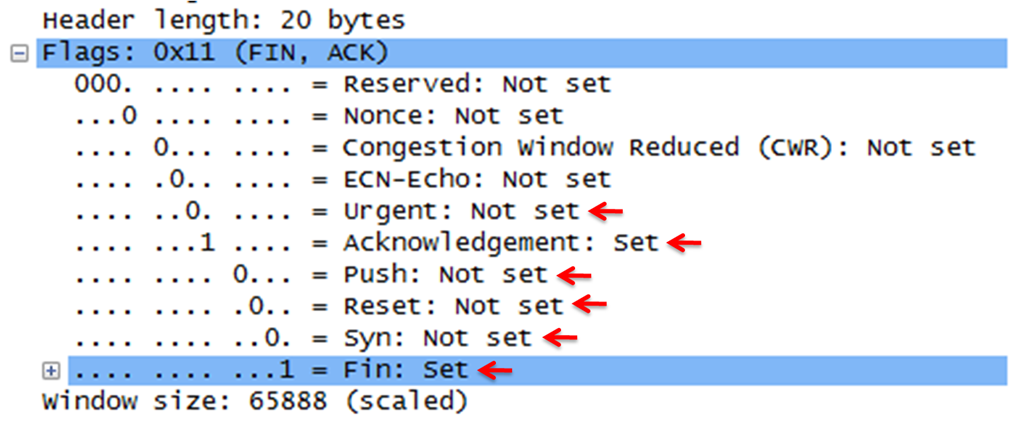 Header length: 20 bytes
Flags: 0x11 (FIN, ACK)
000. .... .... = Reserved: Not set
...0 .... .... = Nonce: Not set
.... 0... .... = Congestion Window Reduced (CWR): Not set
.... .0.. .... = ECN-Echo: Not set
.... ..0. .... = Urgent: Not set
.... ...1 .... = Acknowledgement: Set
.... .... 0... = Push: Not set
.... .... .0.. = Reset: Not set
.... .... ..0. = Syn: Not set
.... .... ...1 = Fin: Set
Window size: 65888 (scaled)